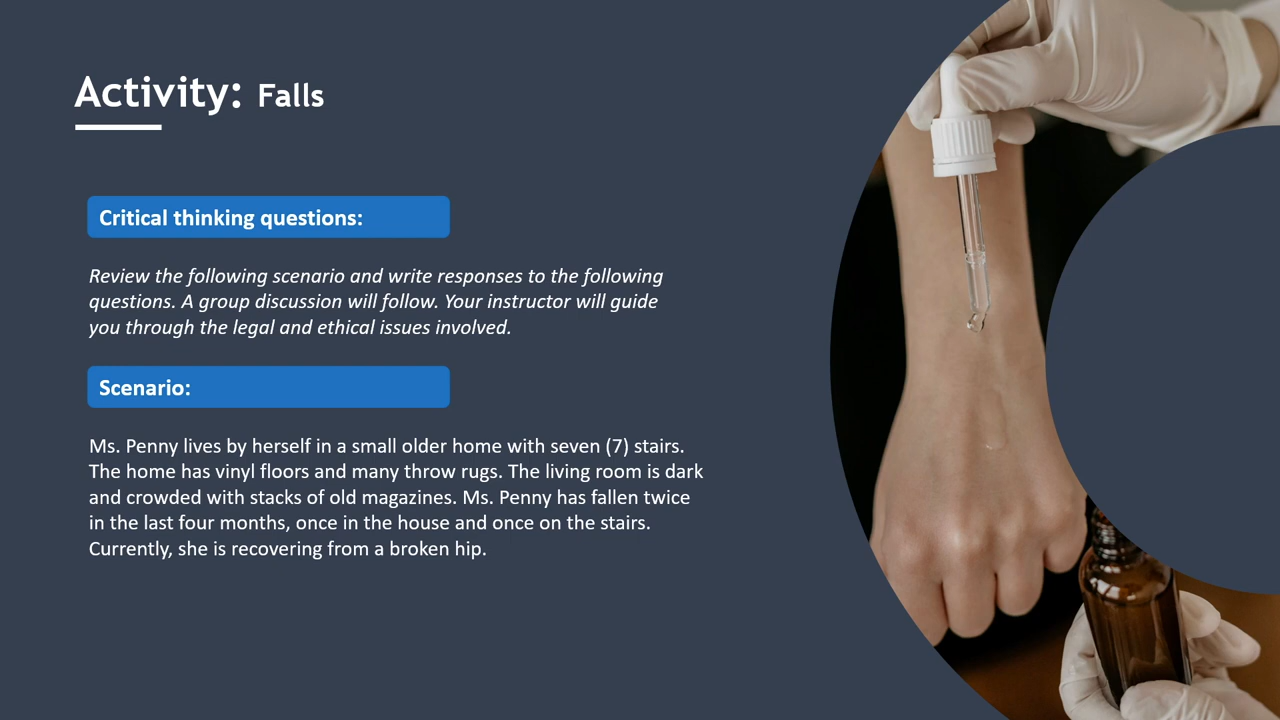 Activity: Falls
Critical thinking questions:
Review the following scenario and write responses to the following
questions. A group discussion will follow. Your instructor will guide
you through the legal and ethical issues involved.
Scenario:
Ms. Penny lives by herself in a small older home with seven (7) stairs.
The home has vinyl floors and many throw rugs. The living room is dark
and crowded with stacks of old magazines. Ms. Penny has fallen twice
in the last four months, once in the house and once on the stairs.
Currently, she is recovering from a broken hip.